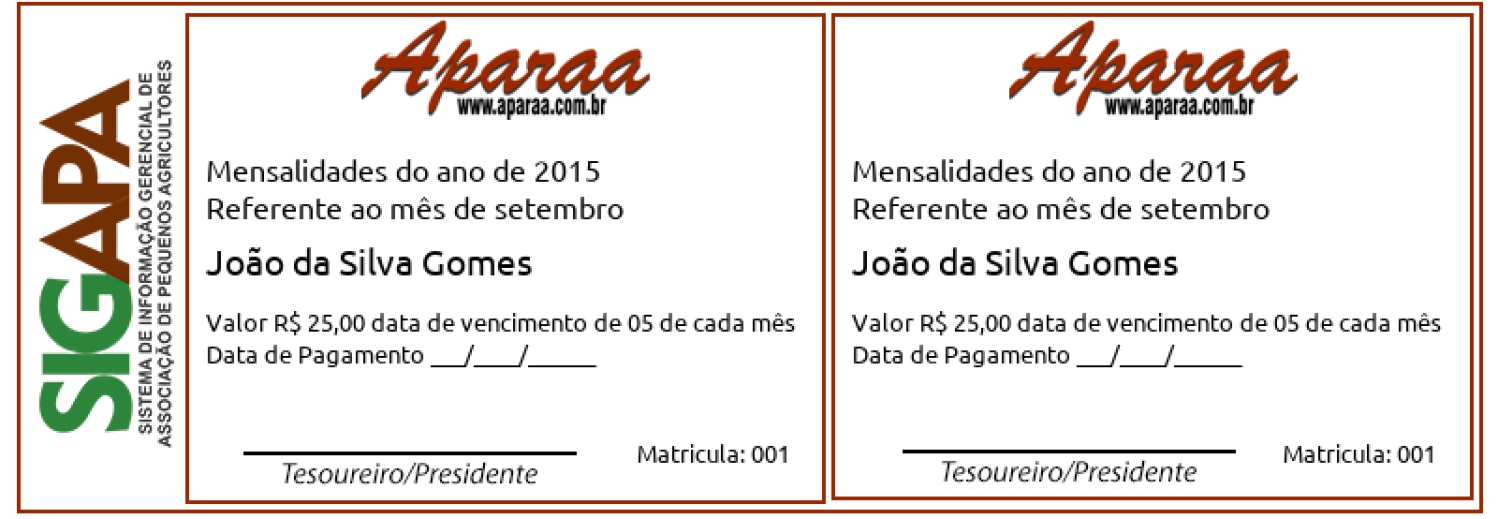 SIGAPA
SISTEMA DE INFORMAÇÃO GERENCIAL DE
ASSOCIAÇÃO DE PEQUENOS AGRICULTORES
Aparaa
www.aparaa.com.br
Mensalidades do ano de 2015
Referente ao mês de setembro
João da Silva Gomes
Valor R$ 25,00 data de vencimento de 05 de cada mês
Data de Pagamento ___/____/______
Matricula: 001
Tesoureiro/Presidente
Aparaa
www.aparaa.com.br
Mensalidades do ano de 2015
Referente ao mês de setembro
João da Silva Gomes
Valor R$ 25,00 data de vencimento de 05 de cada mês
Data de Pagamento ___/____/______
Matricula: 001
Tesoureiro/Presidente